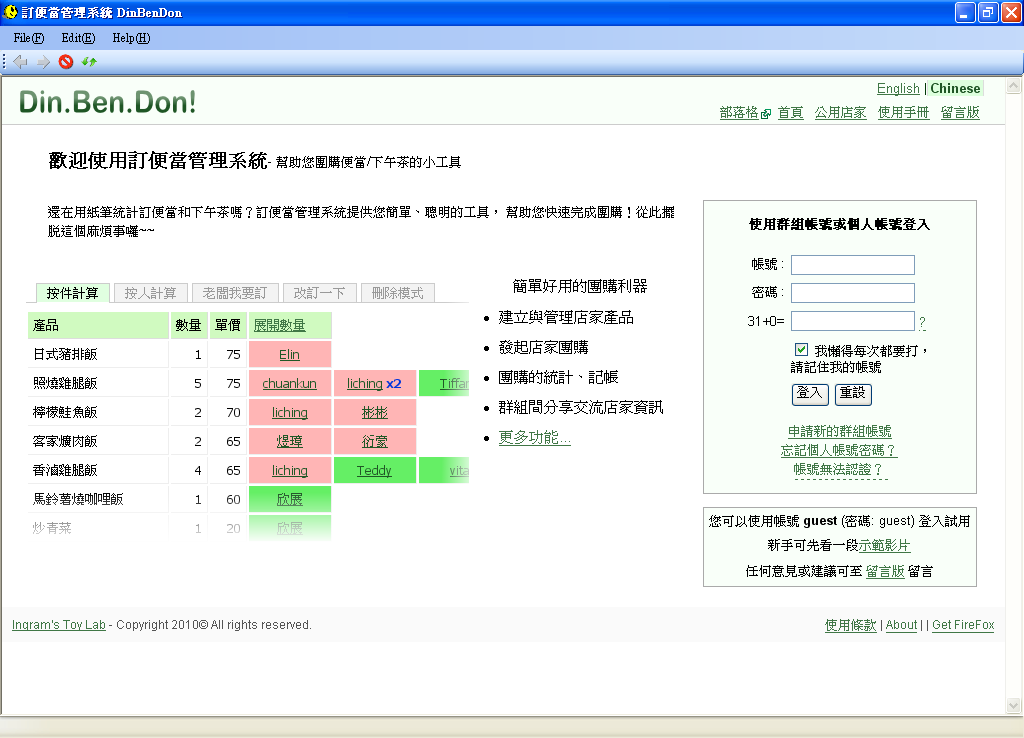 訂便當管理系統 DinBenDon
File(F) Edit(E) Help(H)
English | Chinese
Din.Ben.Don!
部落格 首頁 公用店家 使用手冊 留言版
歡迎使用訂便當管理系統- 幫助您團購便當/下午茶的小工具
還在用紙筆統計訂便當和下午茶嗎？訂便當管理系統提供您簡單、聰明的工具， 幫助您快速完成團購！從此擺
脫這個麻煩事囉~~
按件計算 按人計算 老闆我要訂 改訂一下 刪除模式
產品 數量 單價 展開數量
日式豬排飯 1 75 Elin
照燒雞腿飯 5 75 chuankun liching x2 Tiffan
檸檬鮭魚飯 2 70 liching 彬彬
客家爌肉飯 2 65 煜璋 衍蒙
香滷雞腿飯 4 65 liching Teddy vita
馬鈴薯燒咖哩飯 1 60 欣展
炒青菜 1 20 欣展
簡單好用的團購利器
建立與管理店家產品
發起店家團購
團購的統計、記帳
群組間分享交流店家資訊
更多功能...
使用群組帳號或個人帳號登入
帳號 :
密碼 :
31+0= ?
我懶得每次都要打，
請記住我的帳號
登入 重設
申請新的群組帳號
忘記個人帳號密碼？
帳號無法認證？
您可以使用帳號 guest (密碼: guest) 登入試用
新手可先看一段示範影片
任何意見或建議可至 留言版 留言
Ingram's Toy Lab - Copyright 2010© All rights reserved.
使用條款 | About | | Get FireFox